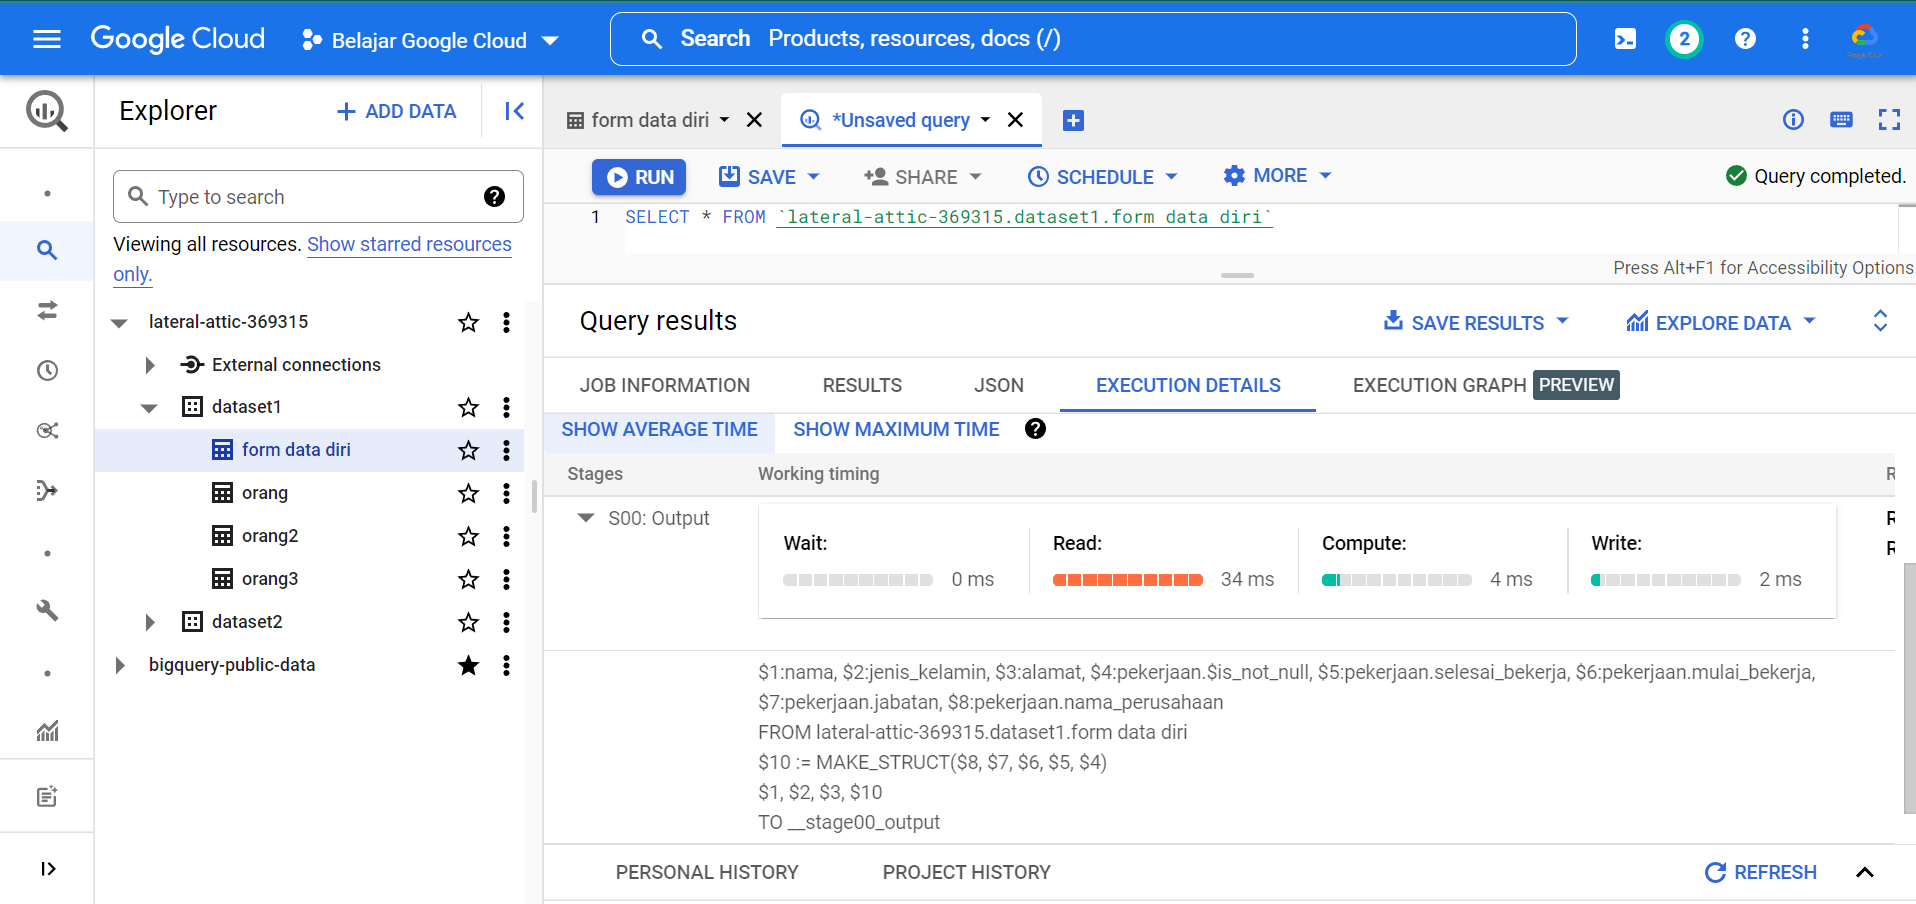 Google Cloud
Belajar Google Cloud
Search Products, resources, docs (/)
2
Explorer
ADD DATA
form data diri
*Unsaved query
Type to search
Viewing all resources. Show starred resources
only.
lateral-attic-369315
External connections
dataset1
form data diri
orang
orang2
orang3
dataset2
bigquery-public-data
RUN
SAVE
SHARE
SCHEDULE
MORE
Query completed.
1 SELECT * FROM `lateral-attic-369315.dataset1.form data diri`
Press Alt+F1 for Accessibility Options.
Query results
SAVE RESULTS
EXPLORE DATA
JOB INFORMATION
RESULTS
JSON
EXECUTION DETAILS
EXECUTION GRAPH PREVIEW
SHOW AVERAGE TIME
SHOW MAXIMUM TIME
Stages
Working timing
S00: Output
Wait:
0 ms
Read:
34 ms
Compute:
4 ms
Write:
2 ms
$1:nama, $2:jenis_kelamin, $3:alamat, $4:pekerjaan.$is_not_null, $5:pekerjaan.selesai_bekerja, $6:pekerjaan.mulai_bekerja,
$7:pekerjaan.jabatan, $8:pekerjaan.nama_perusahaan
FROM lateral-attic-369315.dataset1.form data diri
$10 := MAKE_STRUCT($8, $7, $6, $5, $4)
$1, $2, $3, $10
TO __stage00_output
PERSONAL HISTORY
PROJECT HISTORY
REFRESH